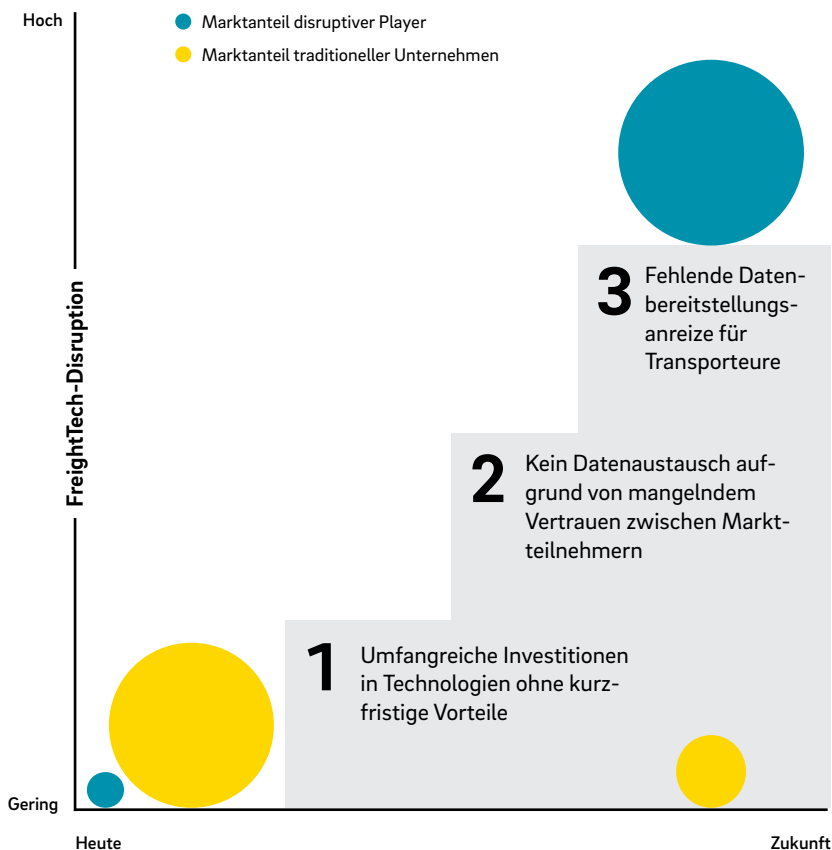 Hoch
Marktanteil disruptiver Player
Marktanteil traditioneller Unternehmen
FreightTech-Disruption
3 Fehlende Daten-
bereitstellungs-
anreize für
Transporteure
2 Kein Datenaustausch auf-
grund von mangelndem
Vertrauen zwischen Markt-
teilnehmern
1 Umfangreiche Investitionen
in Technologien ohne kurz-
fristige Vorteile
Gering
Heute
Zukunft